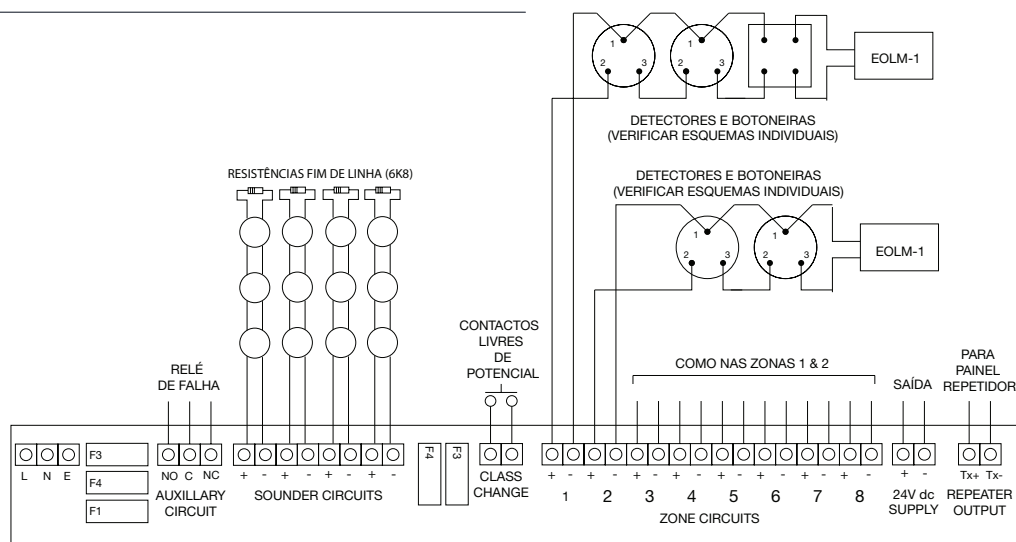 1
2 3
1
2 3
EOLM-1
DETECTORES E BOTONEIRAS
(VERIFICAR ESQUEMAS INDIVIDUAIS)
RESISTÊNCIAS FIM DE LINHA (6K8)
DETECTORES E BOTONEIRAS
(VERIFICAR ESQUEMAS INDIVIDUAIS)
1
2 3
1
2 3
EOLM-1
CONTACTOS
LIVRES
DE
POTENCIAL
RELÉ
DE FALHA
COMO NAS ZONAS 1 & 2
SAÍDA
PARA
PAINEL
REPETIDOR
L N E
F3
F4
F1
NO C NC
AUXILLARY
CIRCUIT
+ - + - + - + -
SOUNDER CIRCUITS
F4
F3
CLASS
CHANGE
+ - + - + - + - + - + - + - + -
1 2 3 4 5 6 7 8
ZONE CIRCUITS
+ -
24V dc
SUPPLY
Tx+ Tx-
REPEATER
OUTPUT